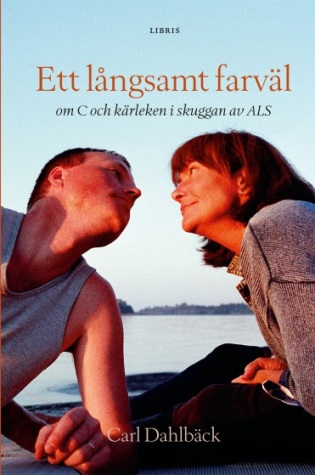 LIBRIS
Ett långsamt farväl
om C och kärleken i skuggan av ALS
Carl Dahlbäck